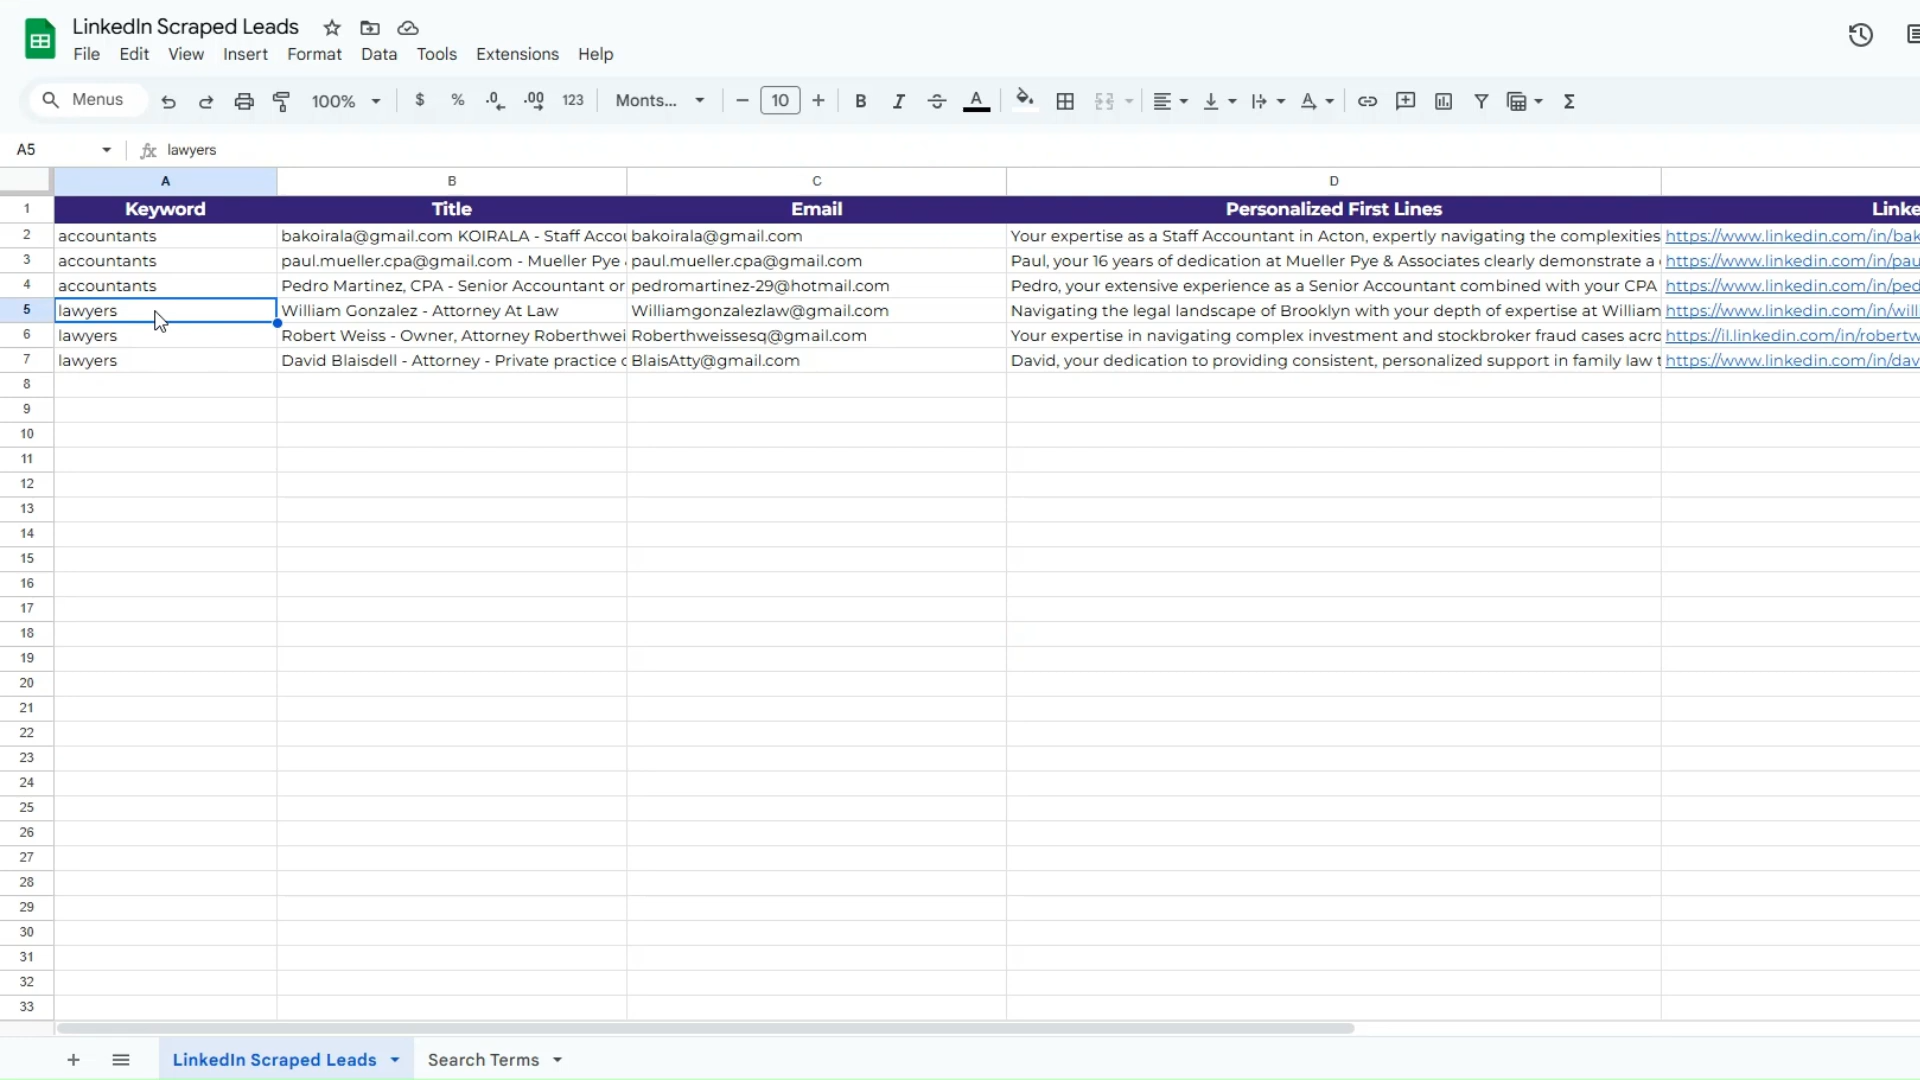 LinkedIn Scraped Leads
File Edit View Insert Format Data Tools Extensions Help
Menus 100% $ % .0 .00 123 Monts... 10 B I A
A5 fx lawyers
A B C D
1 Keyword Title Email Personalized First Lines Linke
2 accountants bakoirala@gmail.com KOIRALA - Staff Accou bakoirala@gmail.com Your expertise as a Staff Accountant in Acton, expertly navigating the complexities https://www.linkedin.com/in/bak
3 accountants paul.mueller.cpa@gmail.com - Mueller Pye paul.mueller.cpa@gmail.com Paul, your 16 years of dedication at Mueller Pye & Associates clearly demonstrate a https://www.linkedin.com/in/pau
4 accountants Pedro Martinez, CPA - Senior Accountant or pedromartinez-29@hotmail.com Pedro, your extensive experience as a Senior Accountant combined with your CPA https://www.linkedin.com/in/ped
5 lawyers William Gonzalez - Attorney At Law Williamgonzalezlaw@gmail.com Navigating the legal landscape of Brooklyn with your depth of expertise at William https://www.linkedin.com/in/will
6 lawyers Robert Weiss - Owner, Attorney Roberthwei Roberthweissesq@gmail.com Your expertise in navigating complex investment and stockbroker fraud cases acro https://il.linkedin.com/in/robertw
7 lawyers David Blaisdell - Attorney - Private practice BlaisAtty@gmail.com David, your dedication to providing consistent, personalized support in family law https://www.linkedin.com/in/dav
8
9
10
11
12
13
14
15
16
17
18
19
20
21
22
23
24
25
26
27
28
29
30
31
32
33
LinkedIn Scraped Leads Search Terms